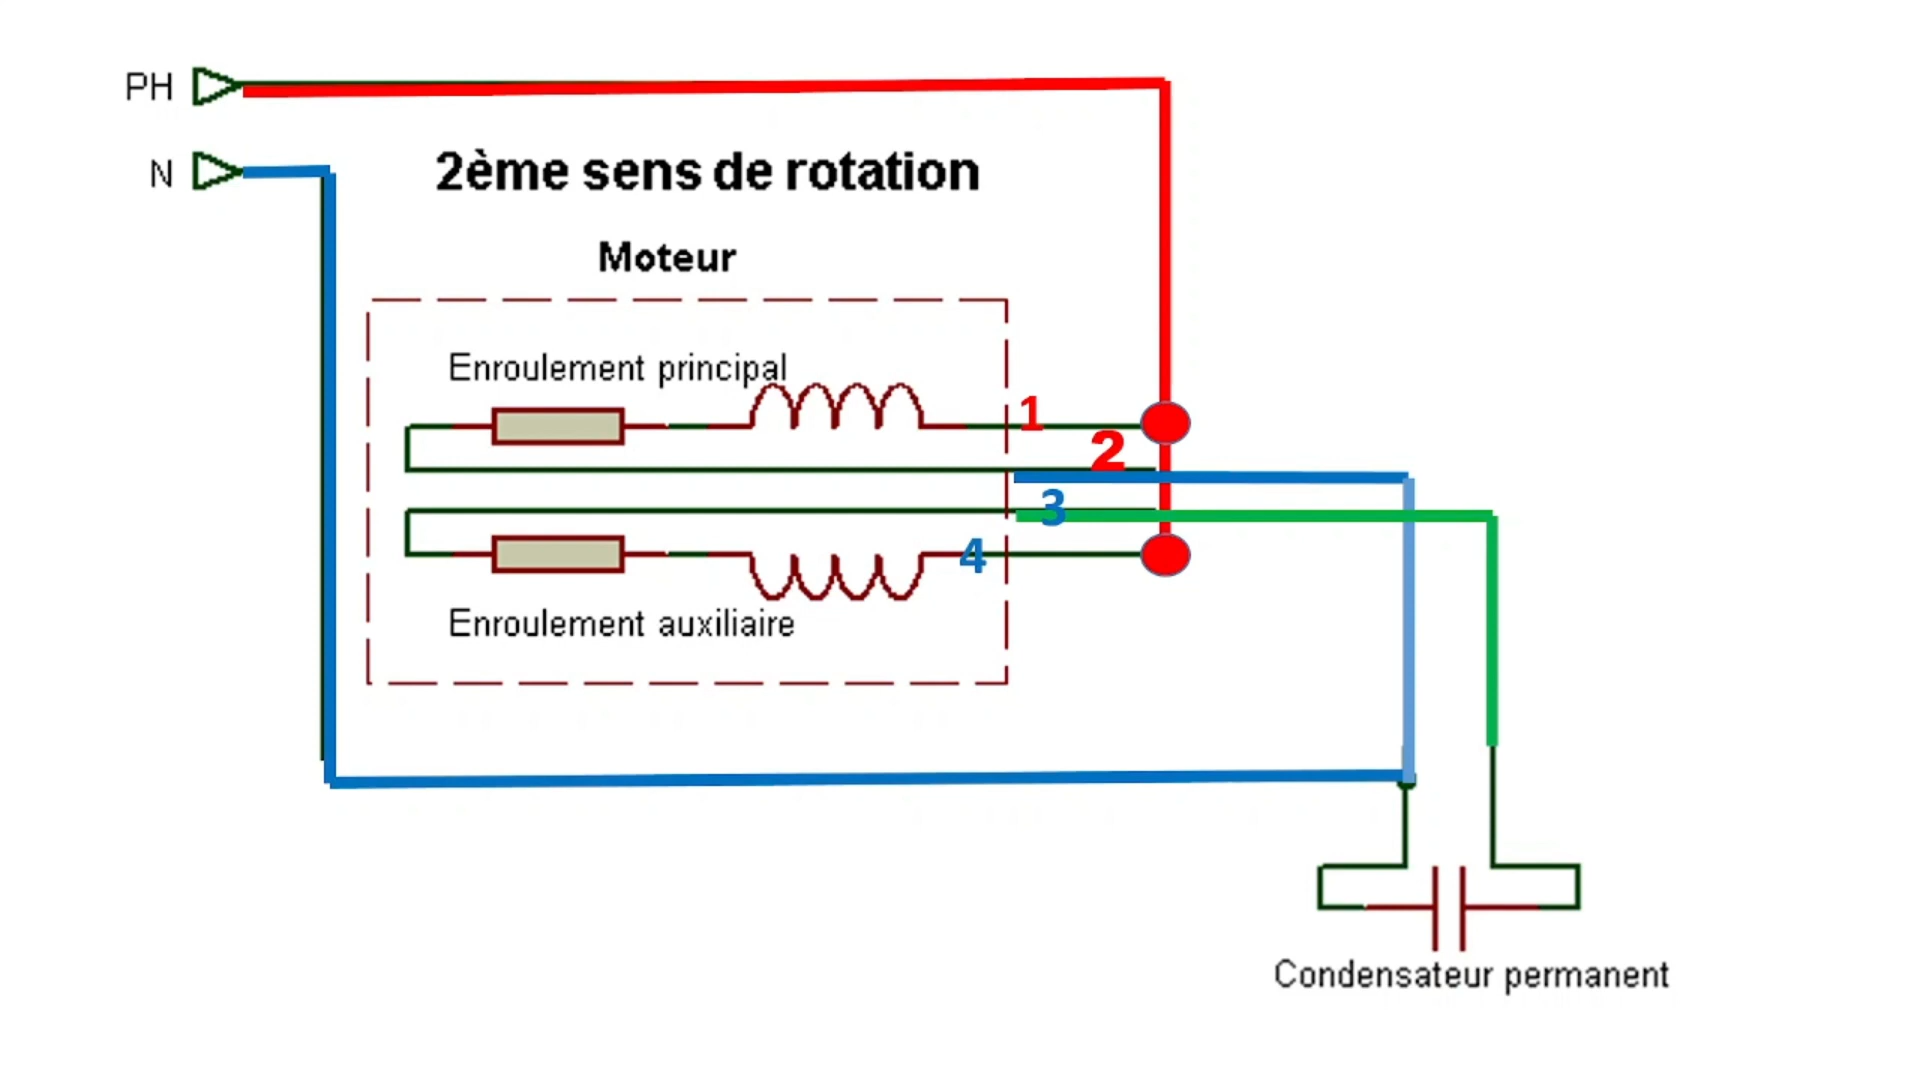 PH
N
2ème sens de rotation
Moteur
Enroulement principal
1
2
3
4
Enroulement auxiliaire
Condensateur permanent